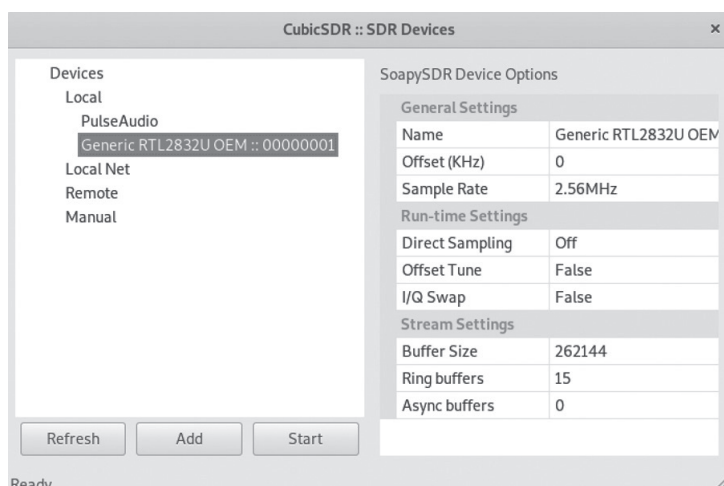 CubicSDR :: SDR Devices
×
Devices
Local
PulseAudio
Generic RTL2832U OEM :: 00000001
Local Net
Remote
Manual
Refresh
Add
Start
SoapySDR Device Options
General Settings
Name Generic RTL2832U OEM
Offset (KHz) 0
Sample Rate 2.56MHz
Run-time Settings
Direct Sampling Off
Offset Tune False
I/Q Swap False
Stream Settings
Buffer Size 262144
Ring buffers 15
Async buffers 0
Ready